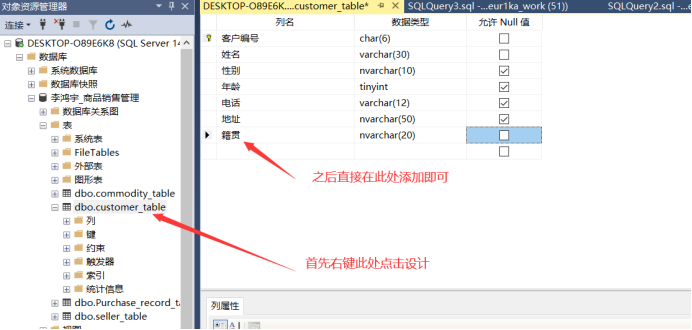 对象资源管理器
连接
DESKTOP-O89E6K8 (SQL Server 14
数据库
系统数据库
数据库快照
李鸿宇_商品销售管理
数据库关系图
表
系统表
FileTables
外部表
图形表
dbo.commodity_table
dbo.customer_table
列
键
约束
触发器
索引
统计信息
dbo.Purchase_record_ta
dbo.seller_table
视图
DESKTOP-O89E6K....customer_table*
SQLQuery3.sql -...eur1ka_work (51))
SQLQuery2.sql -...e
列名 数据类型 允许 Null 值
客户编号 char(6)
姓名 varchar(30)
性别 nvarchar(10)
年龄 tinyint
电话 varchar(12)
地址 nvarchar(50)
籍贯 nvarchar(20)
之后直接在此处添加即可
首先右键此处点击设计
列属性